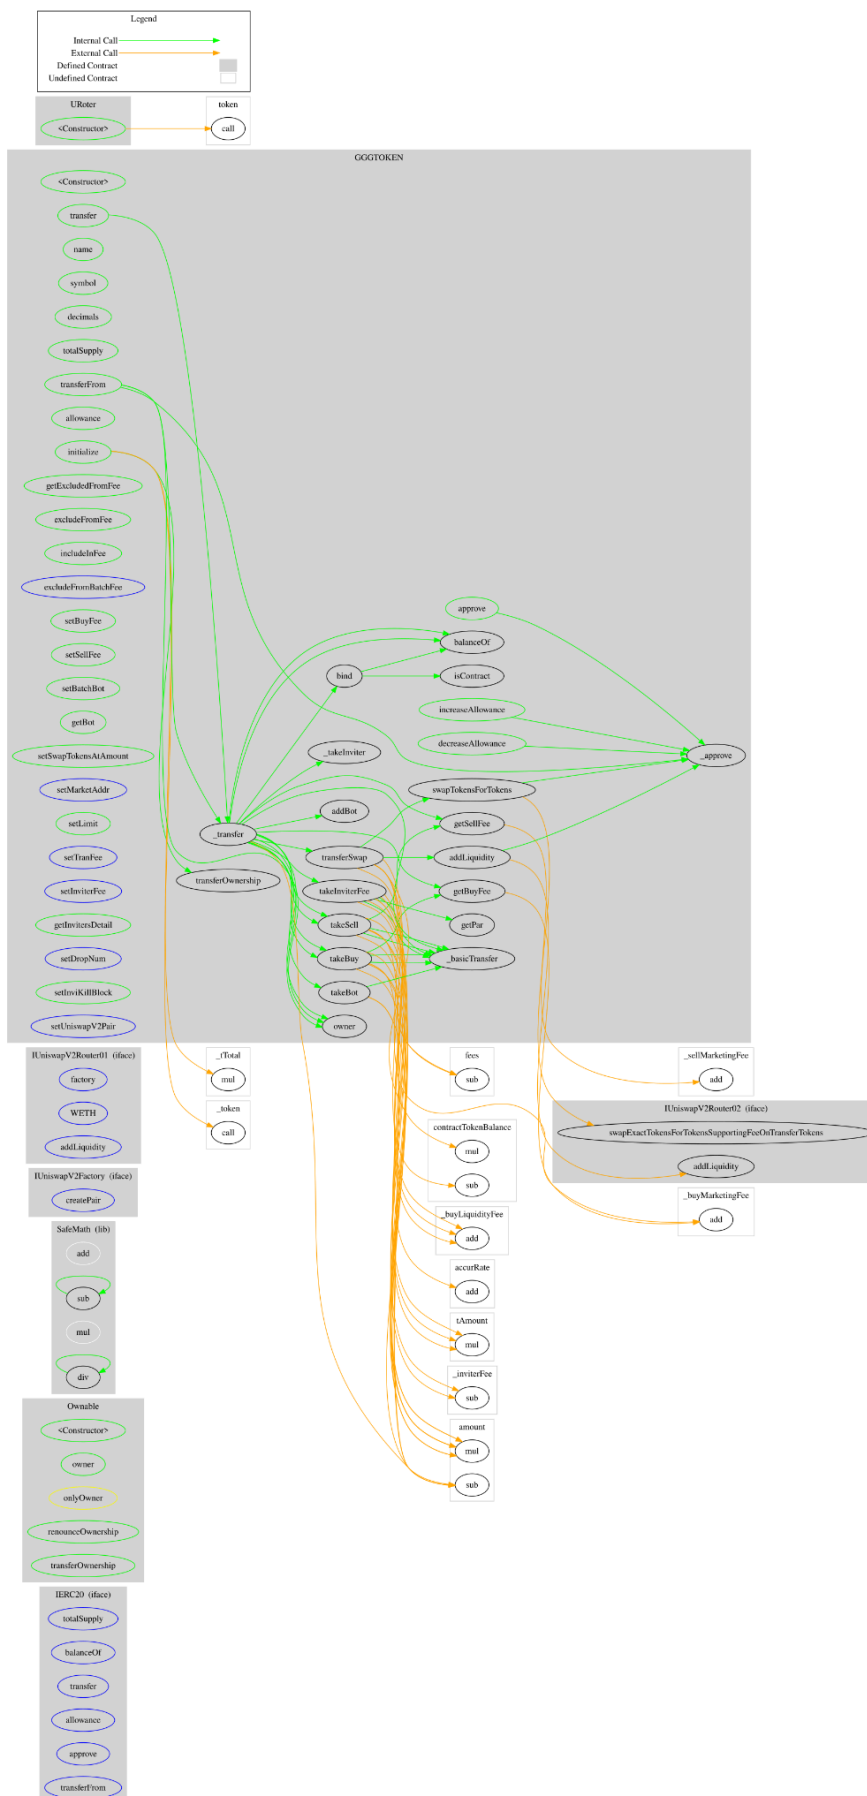 Legend
Internal Call
External Call
Defined Contract
Undefined Contract
URoter
<Constructor>
token
call
GGGTOKEN
<Constructor>
transfer
name
symbol
decimals
totalSupply
transferFrom
allowance
initialize
getExcludedFromFee
excludeFromFee
includeInFee
excludeFromBatchFee
setBuyFee
setSellFee
setBatchBot
getBot
setSwapTokensAtAmount
setMarketAddr
setLimit
setTranFee
setInviterFee
getInvitersDetail
setDropNum
setInviKillBlock
setUniswapV2Pair
_transfer
transferOwnership
bind
_takeInviter
addBot
transferSwap
takeInviterFee
takeSell
takeBuy
takeBot
owner
approve
balanceOf
isContract
increaseAllowance
decreaseAllowance
swapTokensForTokens
getSellFee
addLiquidity
getBuyFee
getPar
_basicTransfer
_approve
IUniswapV2Router01 (iface)
factory
WETH
addLiquidity
_tTotal
mul
_token
call
fees
sub
contractTokenBalance
mul
sub
_buyLiquidityFee
add
accurRate
add
tAmount
mul
_inviterFee
sub
amount
mul
sub
_sellMarketingFee
add
IUniswapV2Router02 (iface)
swapExactTokensForTokensSupportingFeeOnTransferTokens
addLiquidity
_buyMarketingFee
add
IUniswapV2Factory (iface)
createPair
SafeMath (lib)
add
sub
mul
div
Ownable
<Constructor>
owner
onlyOwner
renounceOwnership
transferOwnership
IERC20 (iface)
totalSupply
balanceOf
transfer
allowance
approve
transferFrom